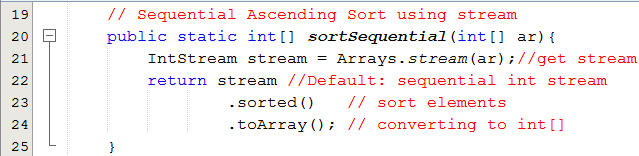 19 // Sequential Ascending Sort using stream
20 public static int[] sortSequential(int[] ar){
21 IntStream stream = Arrays.stream(ar);//get stream
22 return stream //Default: sequential int stream
23 .sorted() // sort elements
24 .toArray(); // converting to int[]
25 }